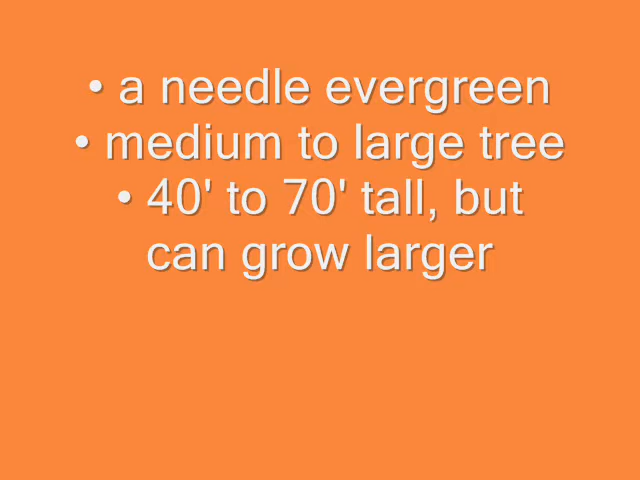 • a needle evergreen
• medium to large tree
• 40' to 70' tall, but
can grow larger